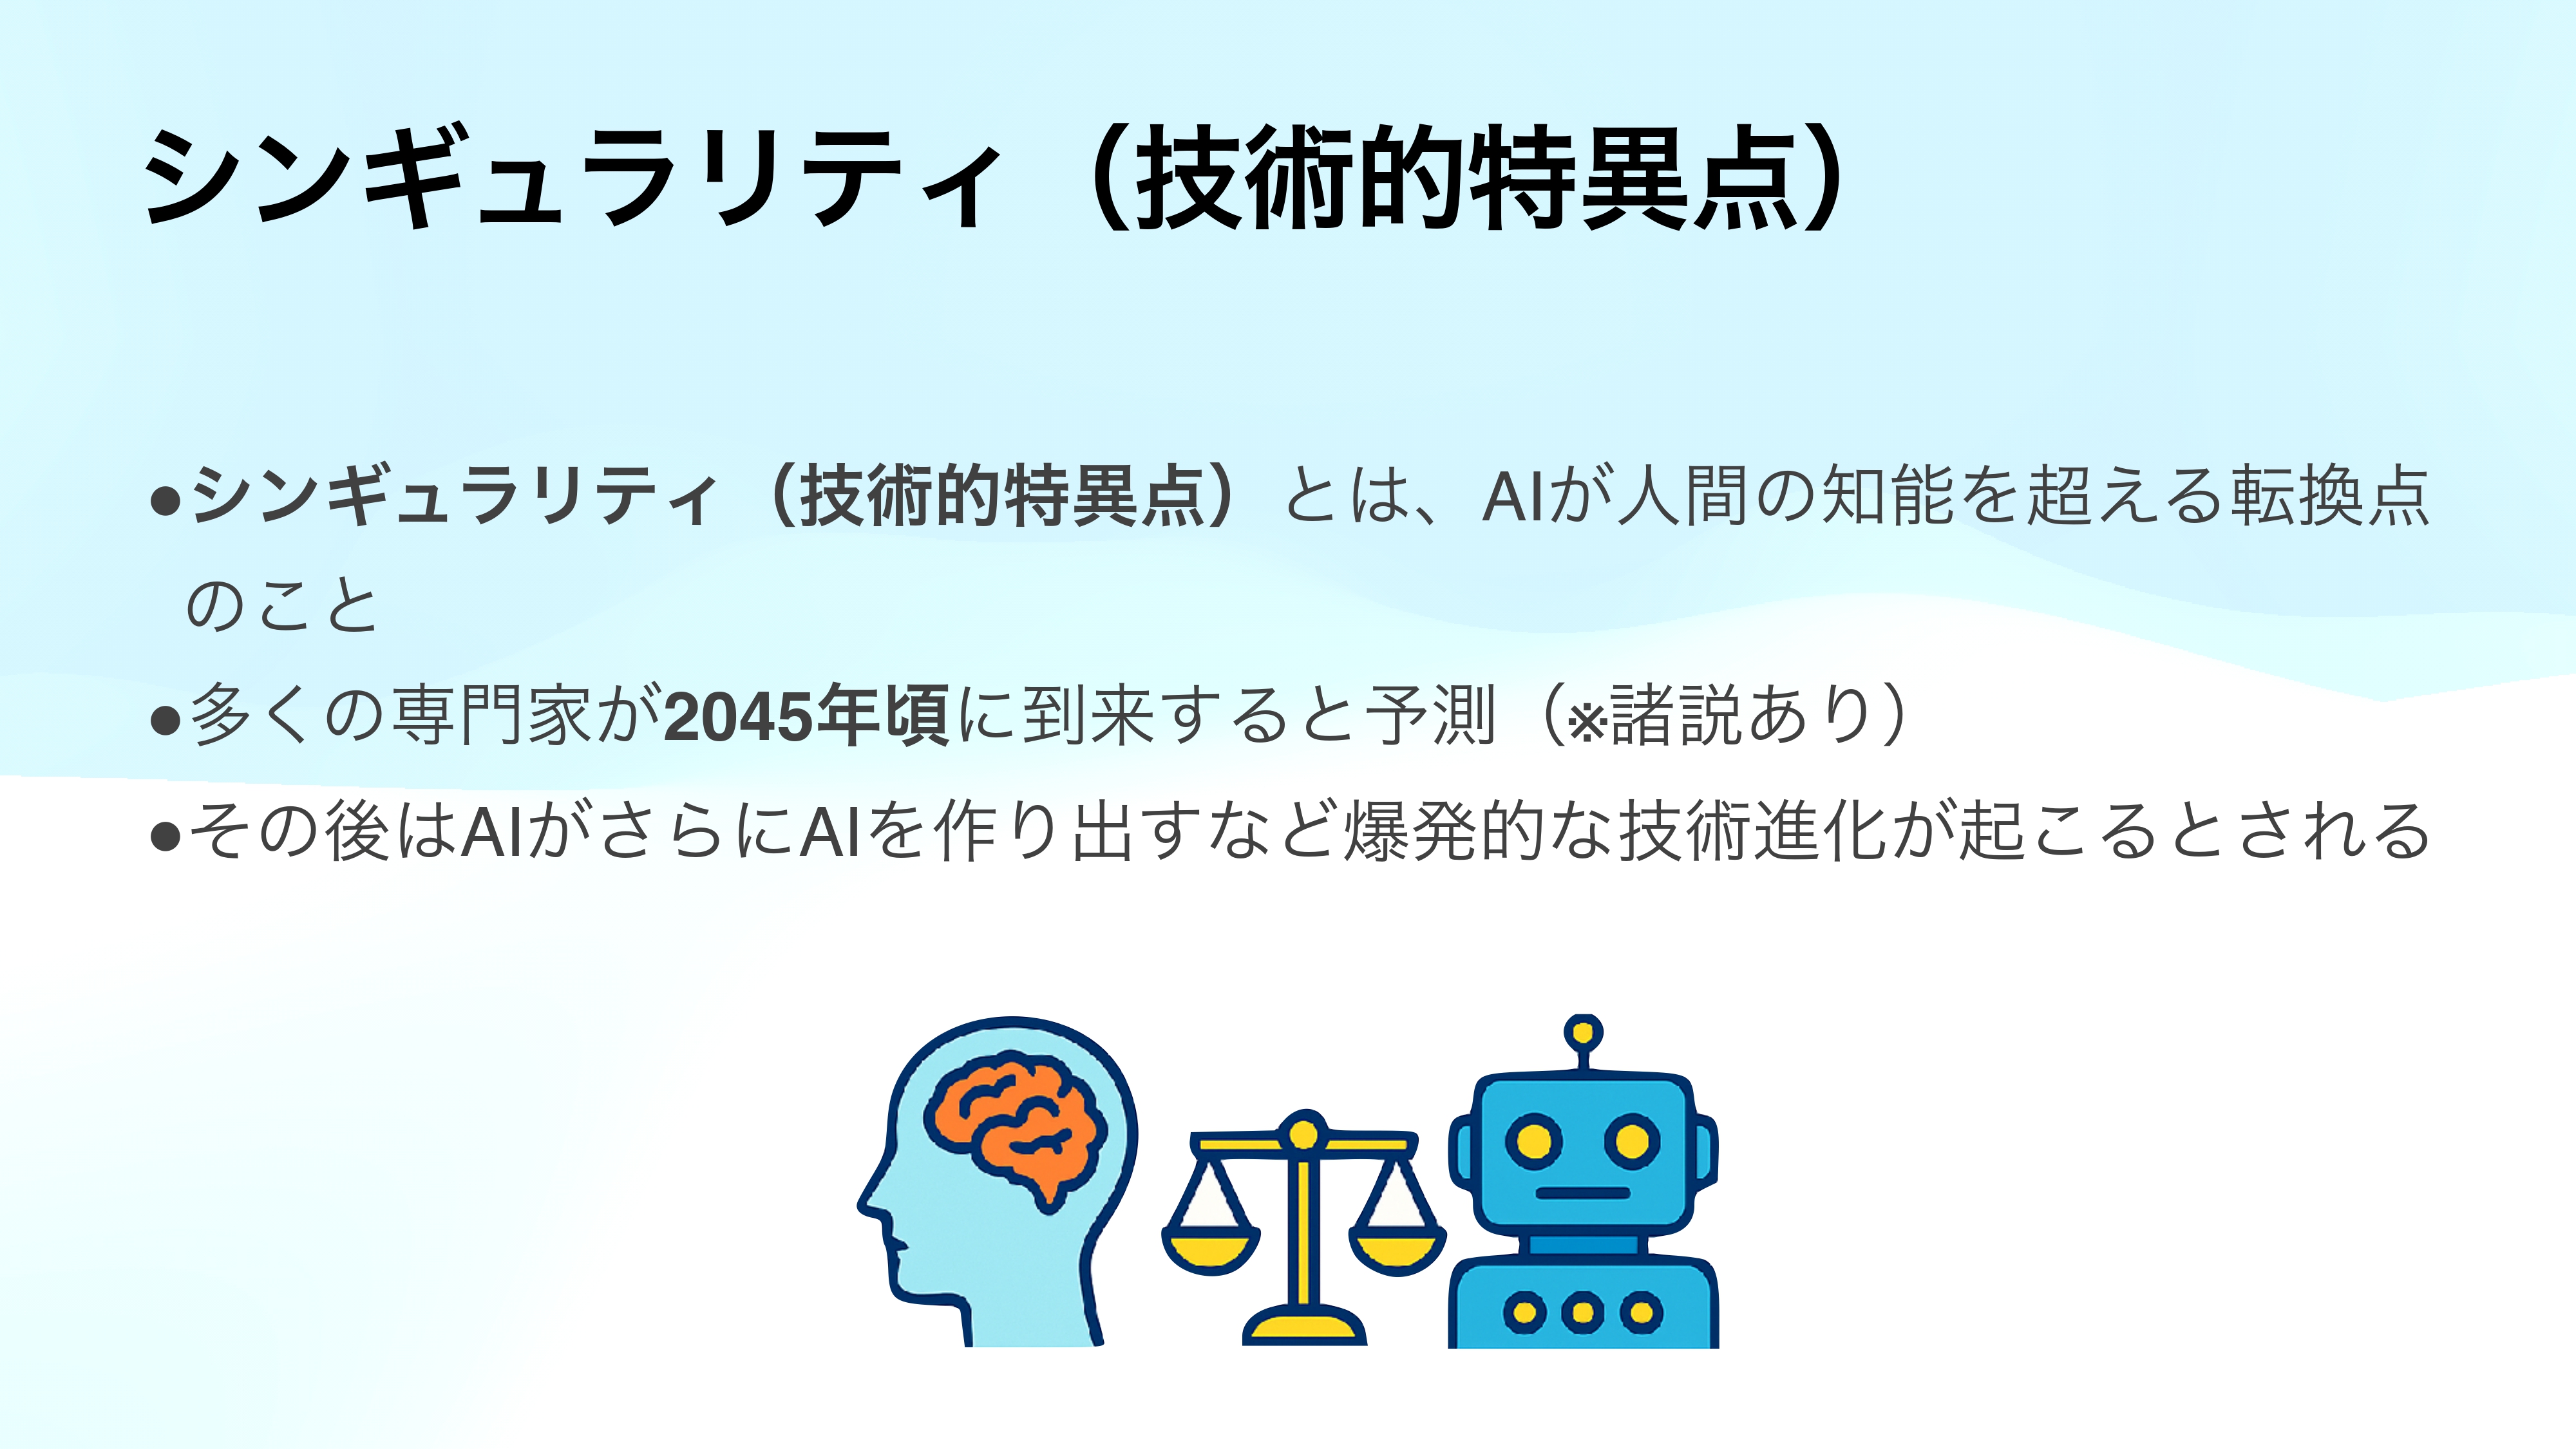 シンギュラリティ（技術的特異点）
●シンギュラリティ（技術的特異点）とは、AIが人間の知能を超える転換点
のこと
●多くの専門家が2045年頃に到来すると予測（※諸説あり）
●その後はAIがさらにAIを作り出すなど爆発的な技術進化が起こるとされる